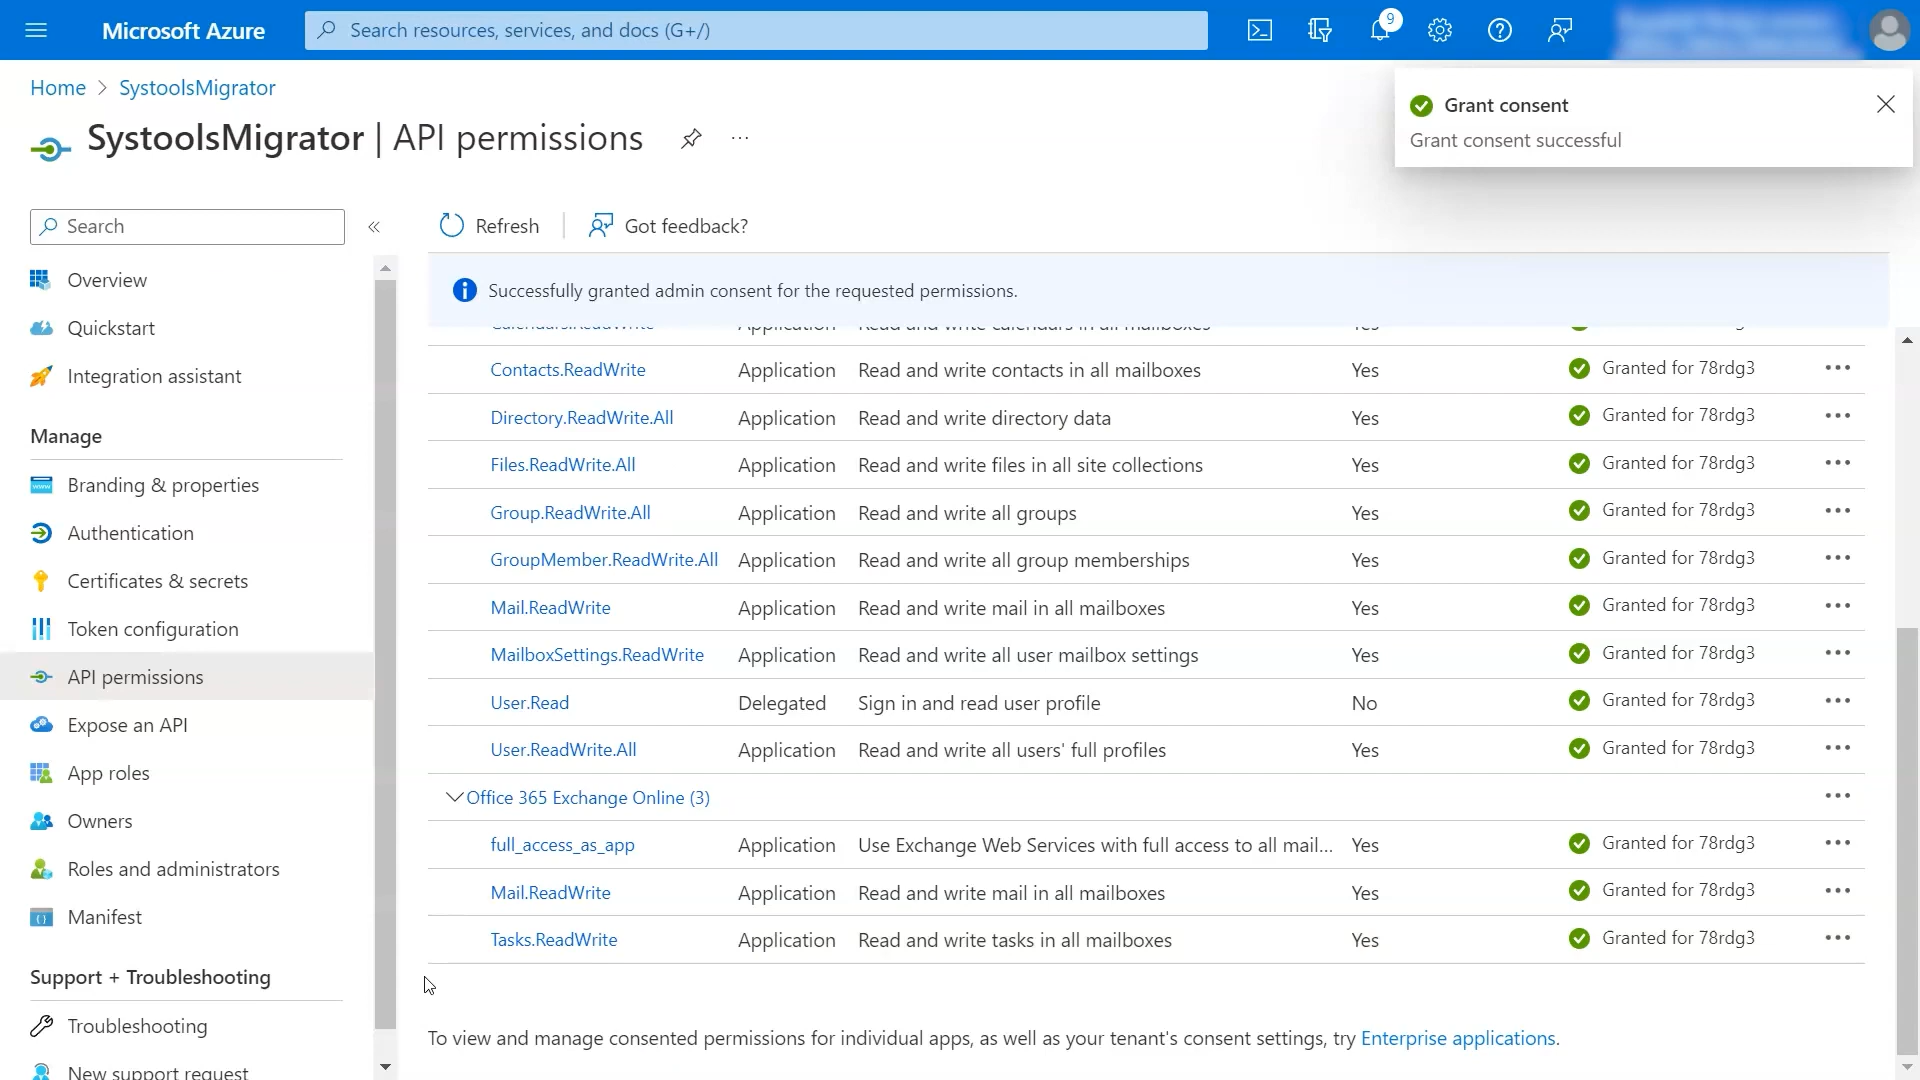 Microsoft Azure
Search resources, services, and docs (G+/)
9
Home > SystoolsMigrator
SystoolsMigrator | API permissions
...
Grant consent
Grant consent successful
Search
«
Refresh
Got feedback?
Successfully granted admin consent for the requested permissions.
Overview
Quickstart
Integration assistant
Manage
Branding & properties
Authentication
Certificates & secrets
Token configuration
API permissions
Expose an API
App roles
Owners
Roles and administrators
Manifest
Support + Troubleshooting
Troubleshooting
New support request
Calendars.ReadWrite Application Read and write calendars in all mailboxes Yes
Contacts.ReadWrite Application Read and write contacts in all mailboxes Yes Granted for 78rdg3 ...
Directory.ReadWrite.All Application Read and write directory data Yes Granted for 78rdg3 ...
Files.ReadWrite.All Application Read and write files in all site collections Yes Granted for 78rdg3 ...
Group.ReadWrite.All Application Read and write all groups Yes Granted for 78rdg3 ...
GroupMember.ReadWrite.All Application Read and write all group memberships Yes Granted for 78rdg3 ...
Mail.ReadWrite Application Read and write mail in all mailboxes Yes Granted for 78rdg3 ...
MailboxSettings.ReadWrite Application Read and write all user mailbox settings Yes Granted for 78rdg3 ...
User.Read Delegated Sign in and read user profile No Granted for 78rdg3 ...
User.ReadWrite.All Application Read and write all users' full profiles Yes Granted for 78rdg3 ...
Office 365 Exchange Online (3) ...
full_access_as_app Application Use Exchange Web Services with full access to all mail... Yes Granted for 78rdg3 ...
Mail.ReadWrite Application Read and write mail in all mailboxes Yes Granted for 78rdg3 ...
Tasks.ReadWrite Application Read and write tasks in all mailboxes Yes Granted for 78rdg3 ...
To view and manage consented permissions for individual apps, as well as your tenant's consent settings, try Enterprise applications.